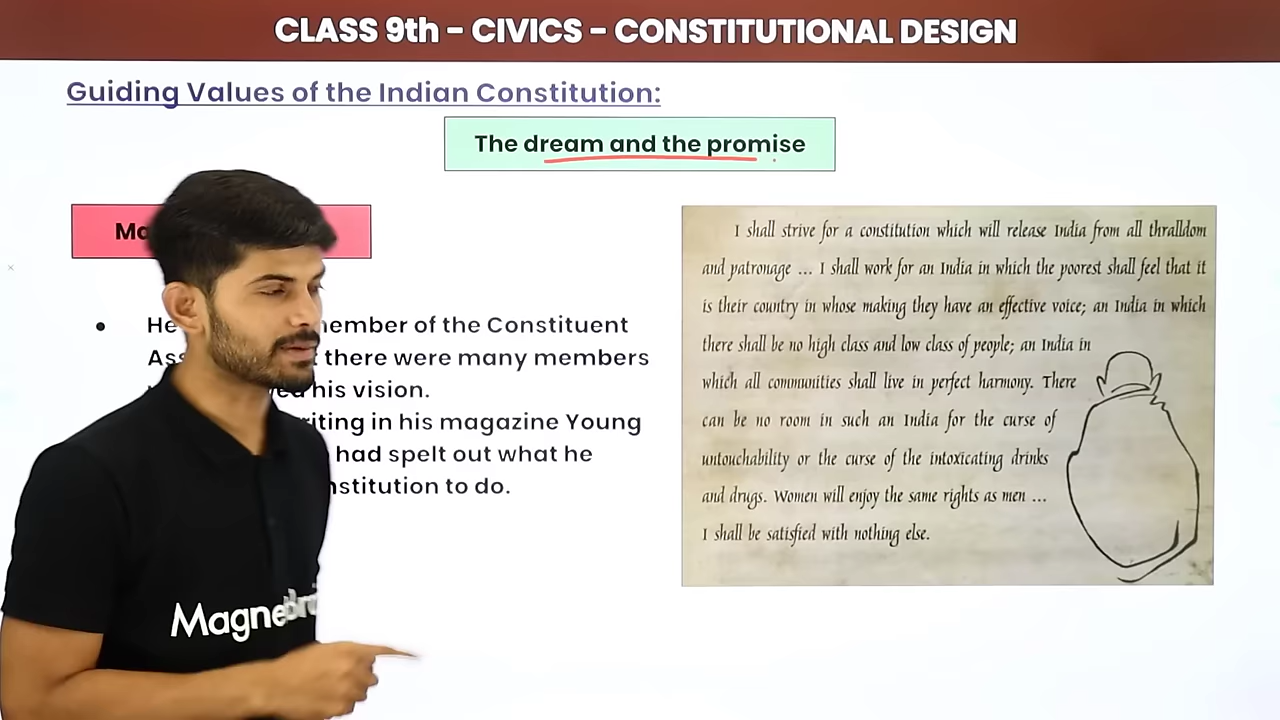 CLASS 9th – CIVICS – CONSTITUTIONAL DESIGN
Guiding Values of the Indian Constitution:
The dream and the promise
He member of the Constituent
there were many members
his vision.
in his magazine Young
had spelt out what he
to do.
I shall strive for a constitution which will release India from all thralldom
and patronage ... I shall work for an India in which the poorest shall feel that it
is their country in whose making they have an effective voice; an India in which
there shall be no high class and low class of people; an India in
which all communities shall live in perfect harmony. There
can be no room in such an India for the curse of
untouchability or the curse of the intoxicating drinks
and drugs. Women will enjoy the same rights as men ...
I shall be satisfied with nothing else.